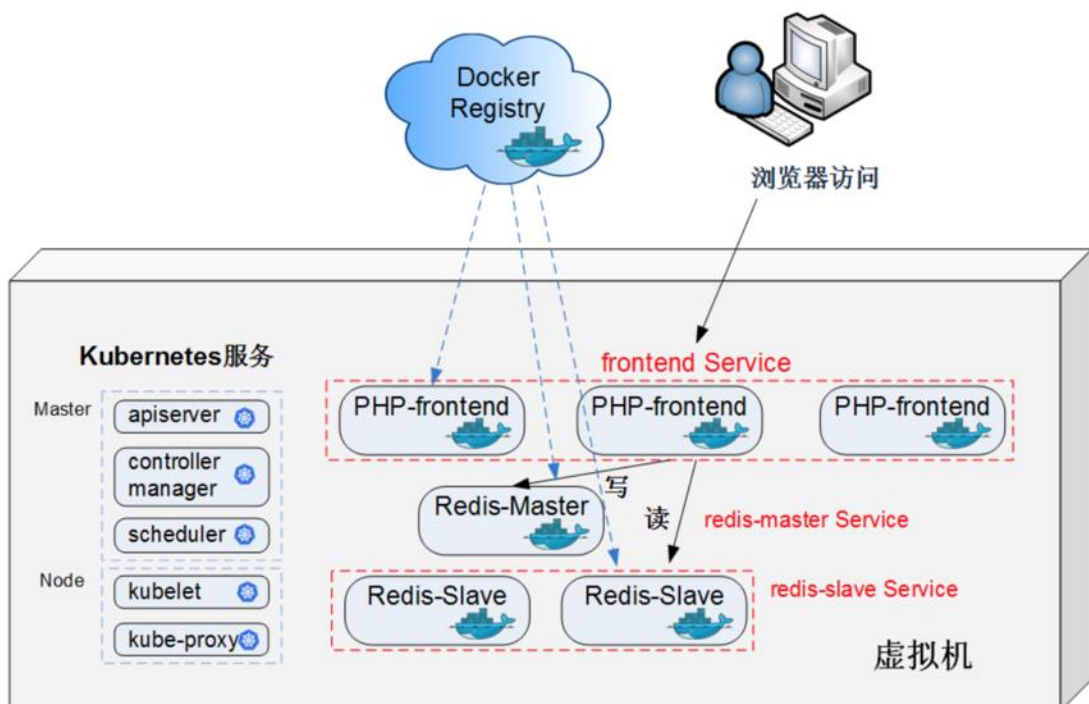 Docker
Registry
浏览器访问
Kubernetes服务
frontend Service
Master
apiserver
PHP-frontend
PHP-frontend
PHP-frontend
controller
manager
写
Redis-Master
读
redis-master Service
scheduler
Node
kubelet
Redis-Slave
Redis-Slave
redis-slave Service
kube-proxy
虚拟机